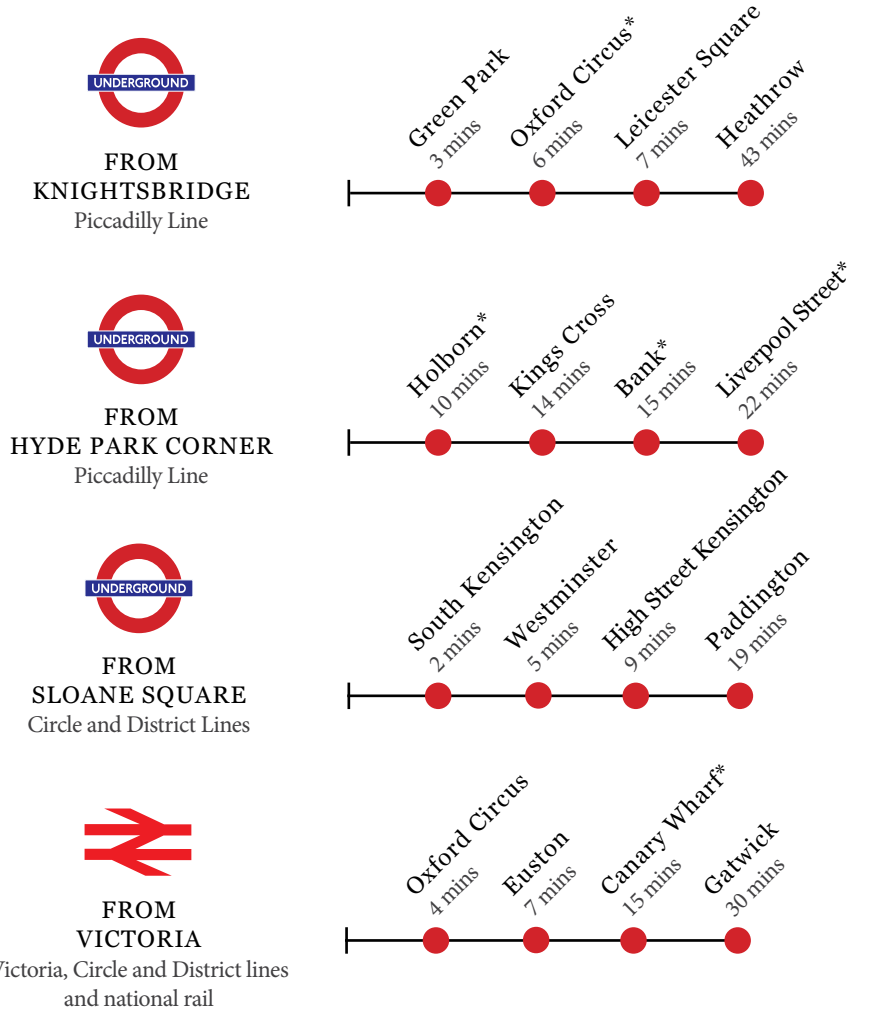 UNDERGROUND
FROM
KNIGHTSBRIDGE
Piccadilly Line
Green Park
3 mins
Oxford Circus*
6 mins
Leicester Square
7 mins
Heathrow
43 mins
UNDERGROUND
FROM
HYDE PARK CORNER
Piccadilly Line
Holborn*
10 mins
Kings Cross
14 mins
Bank*
15 mins
Liverpool Street*
22 mins
UNDERGROUND
FROM
SLOANE SQUARE
Circle and District Lines
South Kensington
2 mins
Westminster
5 mins
High Street Kensington
9 mins
Paddington
19 mins
FROM
VICTORIA
Victoria, Circle and District lines
and national rail
Oxford Circus
4 mins
Euston
7 mins
Canary Wharf*
15 mins
Gatwick
30 mins